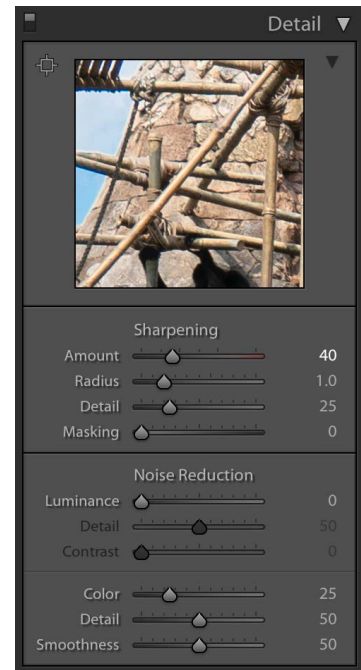 Detail
Sharpening
Amount 40
Radius 1.0
Detail 25
Masking 0
Noise Reduction
Luminance 0
Detail 50
Contrast 0
Color 25
Detail 50
Smoothness 50